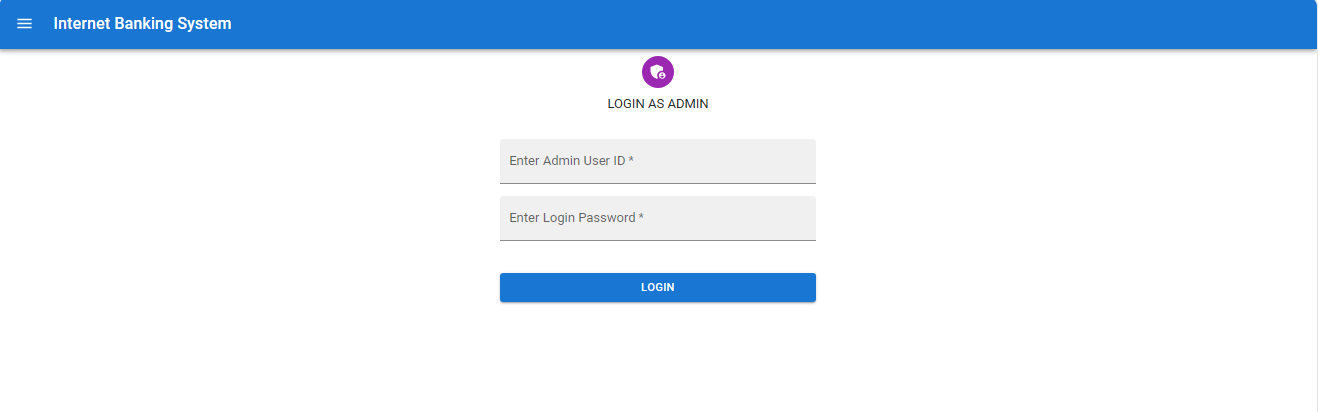 Internet Banking System
LOGIN AS ADMIN
Enter Admin User ID *
Enter Login Password *
LOGIN